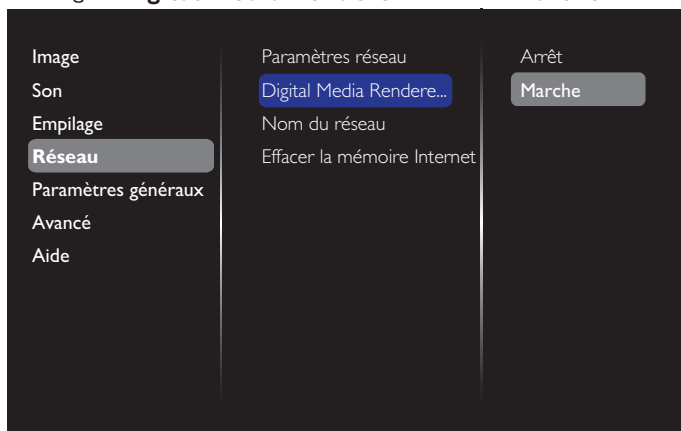 Image
Son
Empilage
Réseau
Paramètres généraux
Avancé
Aide
Paramètres réseau
Digital Media Rendere...
Nom du réseau
Effacer la mémoire Internet
Arrêt
Marche